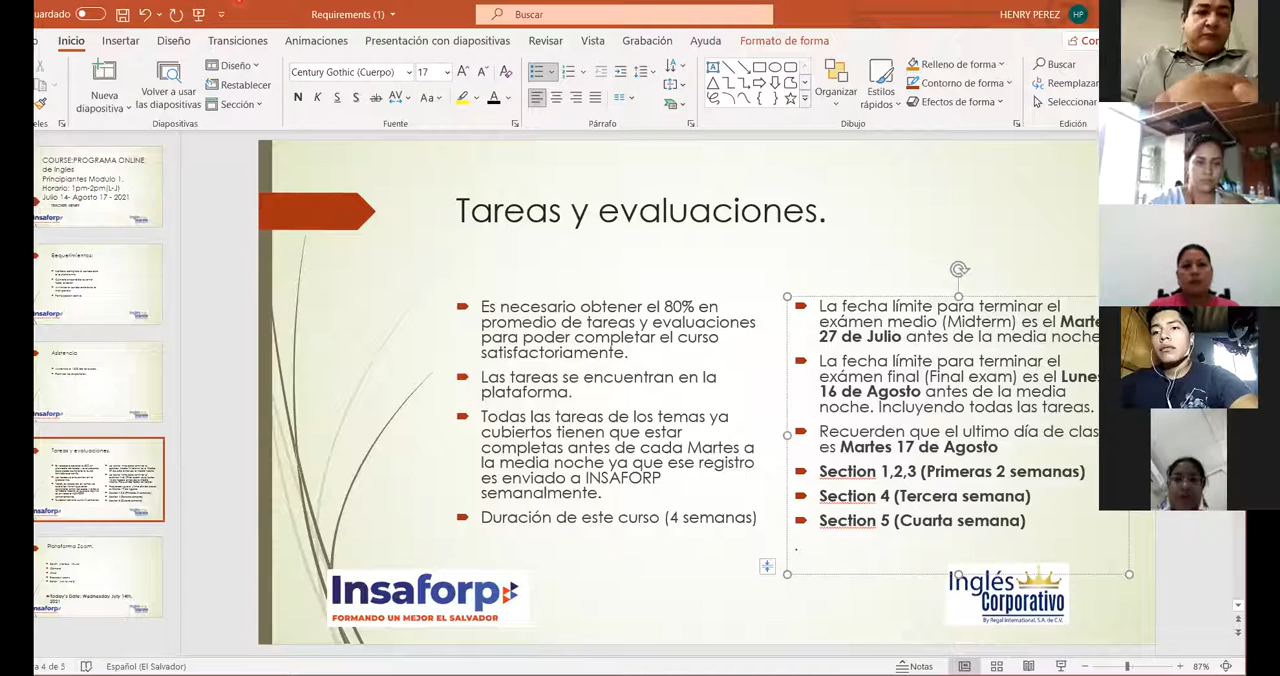 uardado
Requirements (1)
Buscar
HENRY PEREZ
HP
Inicio
Insertar
Diseño
Transiciones
Animaciones
Presentación con diapositivas
Revisar
Vista
Grabación
Ayuda
Formato de forma
Nueva
diapositiva
Volver a usar
las diapositivas
Diseño
Restablecer
Sección
Century Gothic (Cuerpo)
17
N K S S ab AV Aa A
Organizar
Estilos
rápidos
Relleno de forma
Contorno de forma
Efectos de forma
Buscar
Reemplazar
Seleccionar
Diapositivas
Fuente
Párrafo
Dibujo
Edición
COURSE:PROGRAMA ONLINE
de Ingles
Principiantes Modulo 1.
Horario: 1pm-2pm(L-J)
Julio 14- Agosto 17 - 2021
Requerimientos:
Asistencia
Tareas y evaluaciones.
Plataforma Zoom.
Today's Date: Wednesday July 14th,
2021
Tareas y evaluaciones.
Es necesario obtener el 80% en
promedio de tareas y evaluaciones
para poder completar el curso
satisfactoriamente.
Las tareas se encuentran en la
plataforma.
Todas las tareas de los temas ya
cubiertos tienen que estar
completas antes de cada Martes a
la media noche ya que ese registro
es enviado a INSAFORP
semanalmente.
Duración de este curso (4 semanas)
La fecha límite para terminar el
exámen medio (Midterm) es el Marte
27 de Julio antes de la media noche
La fecha límite para terminar el
exámen final (Final exam) es el Lunes
16 de Agosto antes de la media
noche. Incluyendo todas las tareas.
Recuerden que el ultimo día de clas
es Martes 17 de Agosto
Section 1,2,3 (Primeras 2 semanas)
Section 4 (Tercera semana)
Section 5 (Cuarta semana)
Insaforp
FORMANDO UN MEJOR EL SALVADOR
Inglés
Corporativo
By Regal International, S.A. de C.V.
a 4 de 5
Español (El Salvador)
Notas
87%